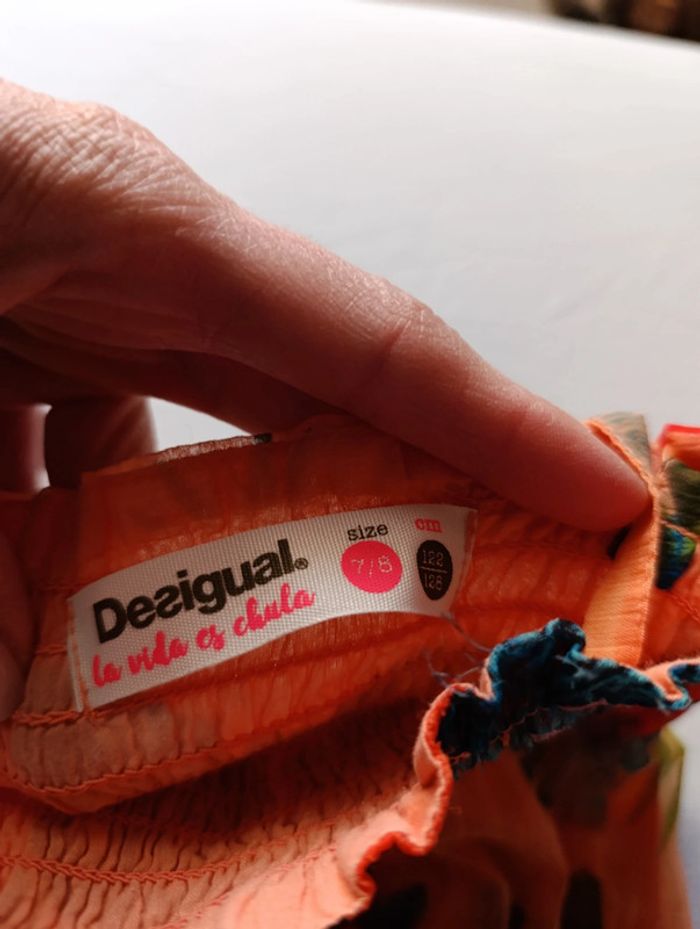 Desigual®
la vida es chula
size
7/8
cm
122
128